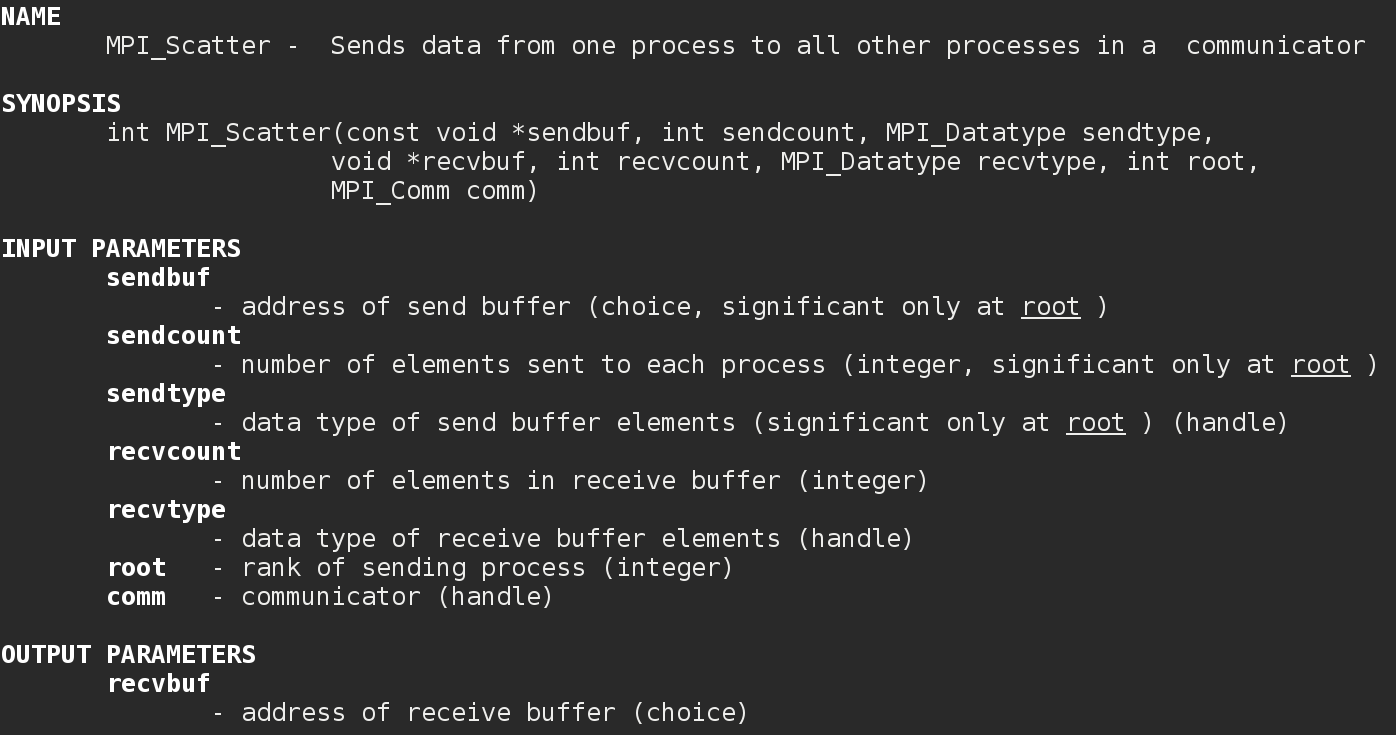 NAME
MPI_Scatter -  Sends data from one process to all other processes in a  communicator
SYNOPSIS
int MPI_Scatter(const void *sendbuf, int sendcount, MPI_Datatype sendtype,
void *recvbuf, int recvcount, MPI_Datatype recvtype, int root,
MPI_Comm comm)
INPUT PARAMETERS
sendbuf
- address of send buffer (choice, significant only at root )
sendcount
- number of elements sent to each process (integer, significant only at root )
sendtype
- data type of send buffer elements (significant only at root ) (handle)
recvcount
- number of elements in receive buffer (integer)
recvtype
- data type of receive buffer elements (handle)
root   - rank of sending process (integer)
comm   - communicator (handle)
OUTPUT PARAMETERS
recvbuf
- address of receive buffer (choice)